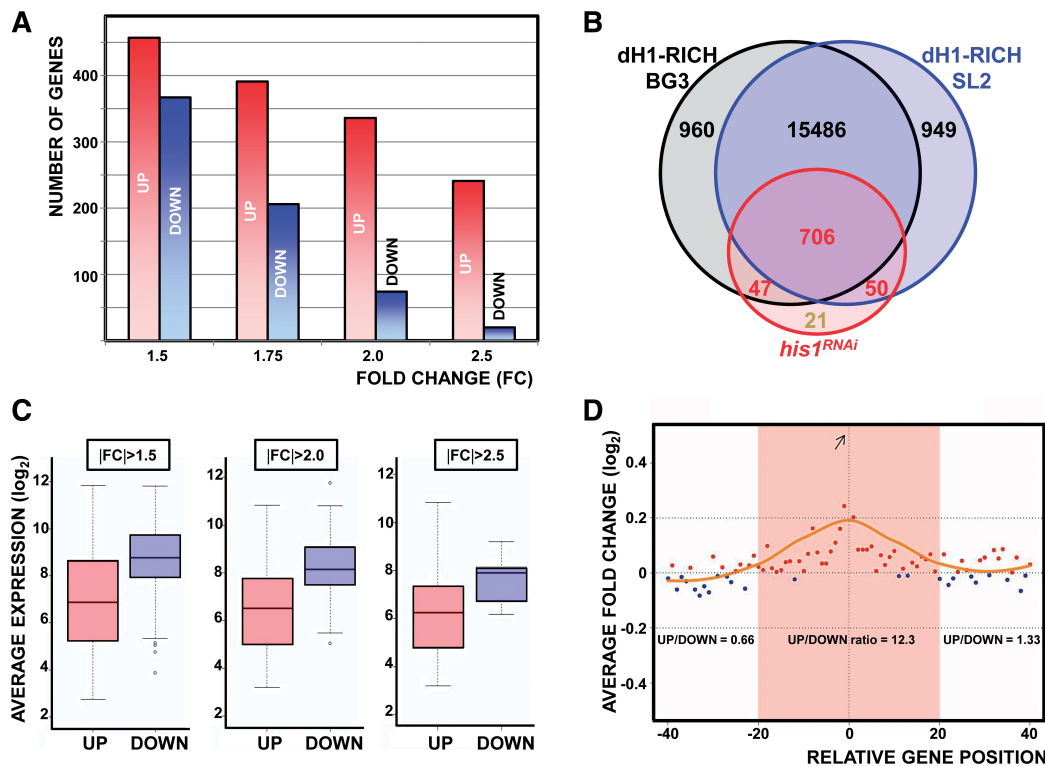 A
NUMBER OF GENES
400
300
200
100
UP
DOWN
UP
DOWN
UP
DOWN
UP
DOWN
1.5
1.75
2.0
2.5
FOLD CHANGE (FC)
B
dH1-RICH
BG3
dH1-RICH
SL2
960
15486
949
706
47
50
21
his1RNAi
C
AVERAGE EXPRESSION (log2)
|FC|>1.5
12
10
8
6
4
2
UP
DOWN
|FC|>2.0
12
10
8
6
4
2
UP
DOWN
|FC|>2.5
12
10
8
6
4
2
UP
DOWN
D
AVERAGE FOLD CHANGE (log2)
0.4
0.2
0
-0.2
-0.4
UP/DOWN = 0.66
UP/DOWN ratio = 12.3
UP/DOWN = 1.33
-40
-20
0
20
40
RELATIVE GENE POSITION